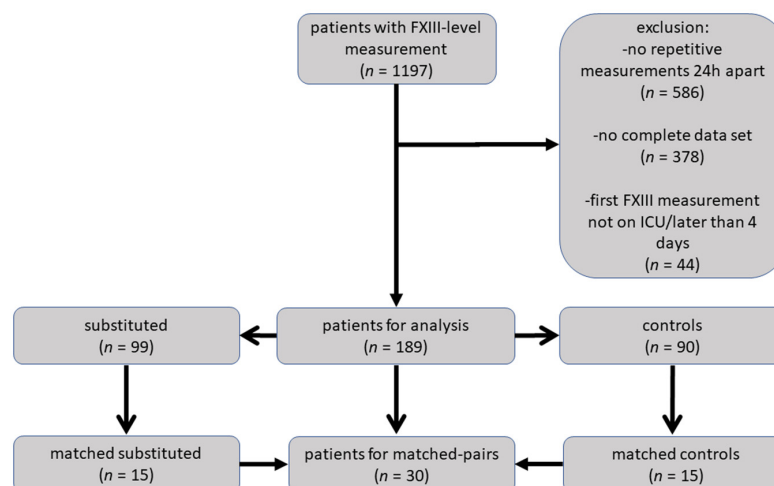 patients with FXIII-level
measurement
(n = 1197)
exclusion:
-no repetitive
measurements 24h apart
(n = 586)
-no complete data set
(n = 378)
-first FXIII measurement
not on ICU/later than 4
days
(n = 44)
substituted
(n = 99)
patients for analysis
(n = 189)
controls
(n = 90)
matched substituted
(n = 15)
patients for matched-pairs
(n = 30)
matched controls
(n = 15)